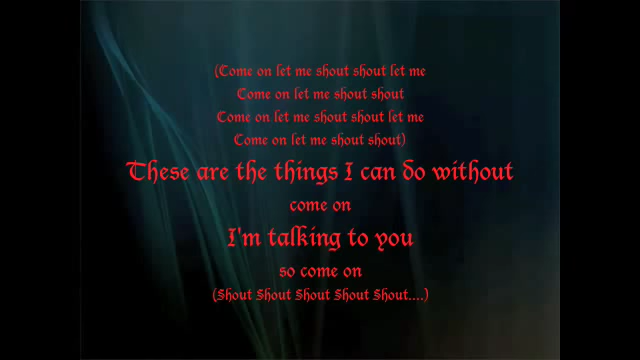 (Come on let me shout shout let me
Come on let me shout shout
Come on let me shout shout let me
Come on let me shout shout)
These are the things I can do without
come on
I'm talking to you
so come on
(Shout Shout Shout Shout Shout....)